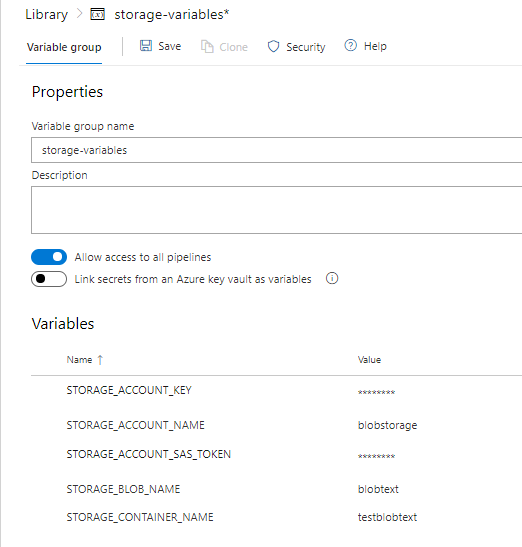 Library > storage-variables*
Variable group Save Clone Security Help
Properties
Variable group name
storage-variables
Description
Allow access to all pipelines
Link secrets from an Azure key vault as variables
Variables
Name ↑ Value
STORAGE_ACCOUNT_KEY ********
STORAGE_ACCOUNT_NAME blobstorage
STORAGE_ACCOUNT_SAS_TOKEN ********
STORAGE_BLOB_NAME blobtext
STORAGE_CONTAINER_NAME testblobtext